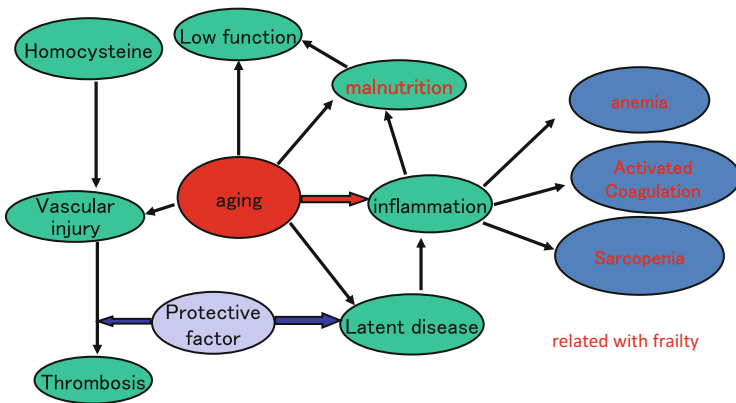 Homocysteine
Low function
malnutrition
anemia
Activated
Coagulation
aging
inflammation
Vascular
injury
Sarcopenia
Protective
factor
Latent disease
related with frailty
Thrombosis